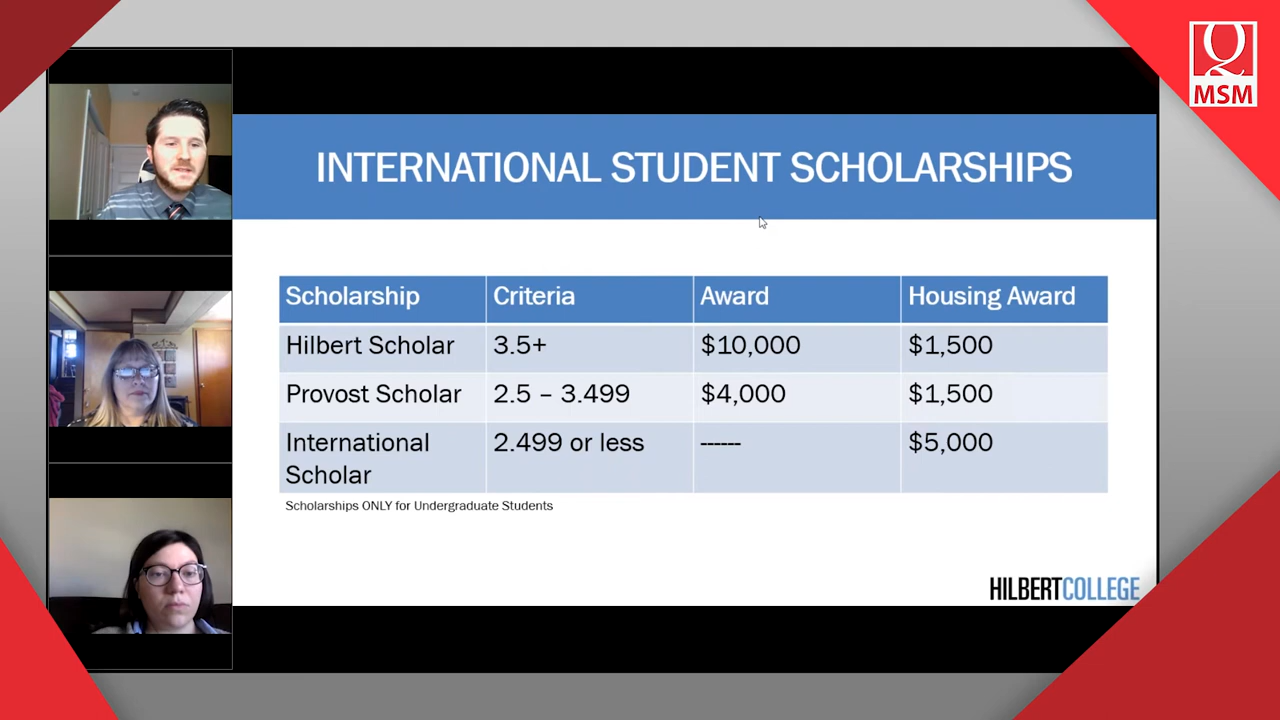 MSM
INTERNATIONAL STUDENT SCHOLARSHIPS
Scholarship Criteria Award Housing Award
Hilbert Scholar 3.5+ $10,000 $1,500
Provost Scholar 2.5 – 3.499 $4,000 $1,500
International 2.499 or less ------ $5,000
Scholar
Scholarships ONLY for Undergraduate Students
HILBERTCOLLEGE